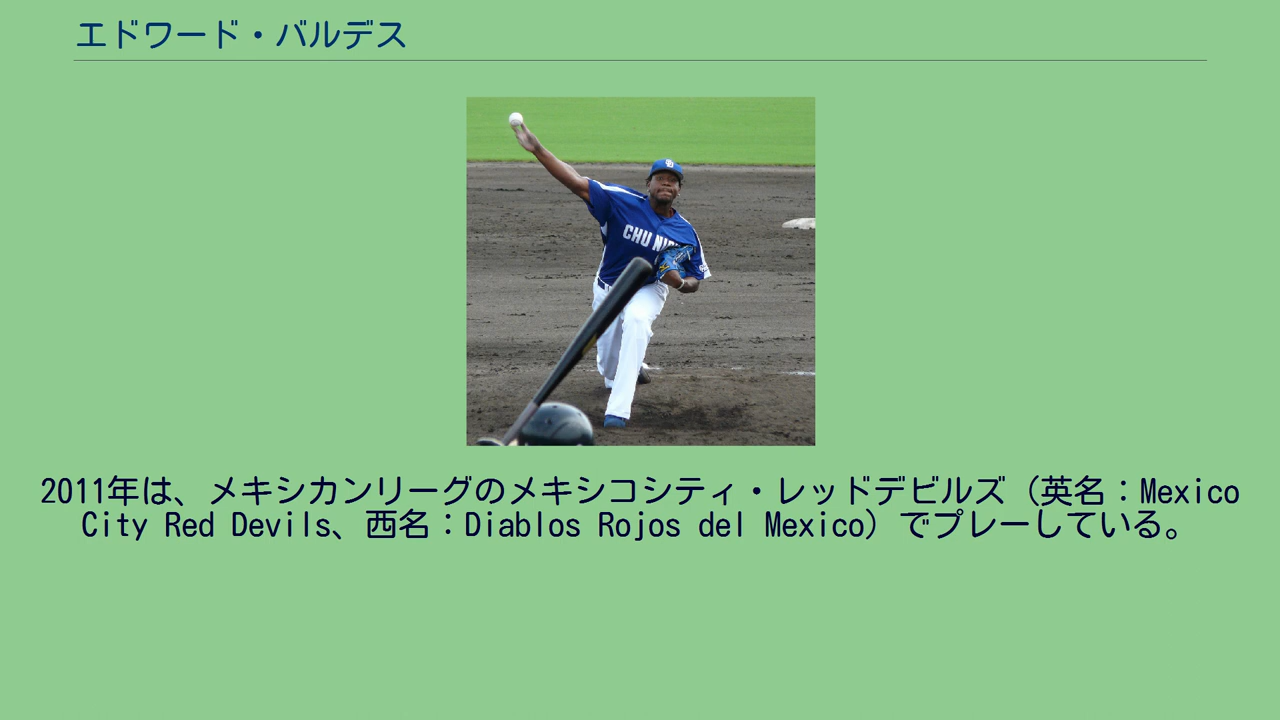 エドワード・バルデス
CHU NI
2011年は、メキシカンリーグのメキシコシティ・レッドデビルズ（英名：Mexico
City Red Devils、西名：Diablos Rojos del Mexico）でプレーしている。